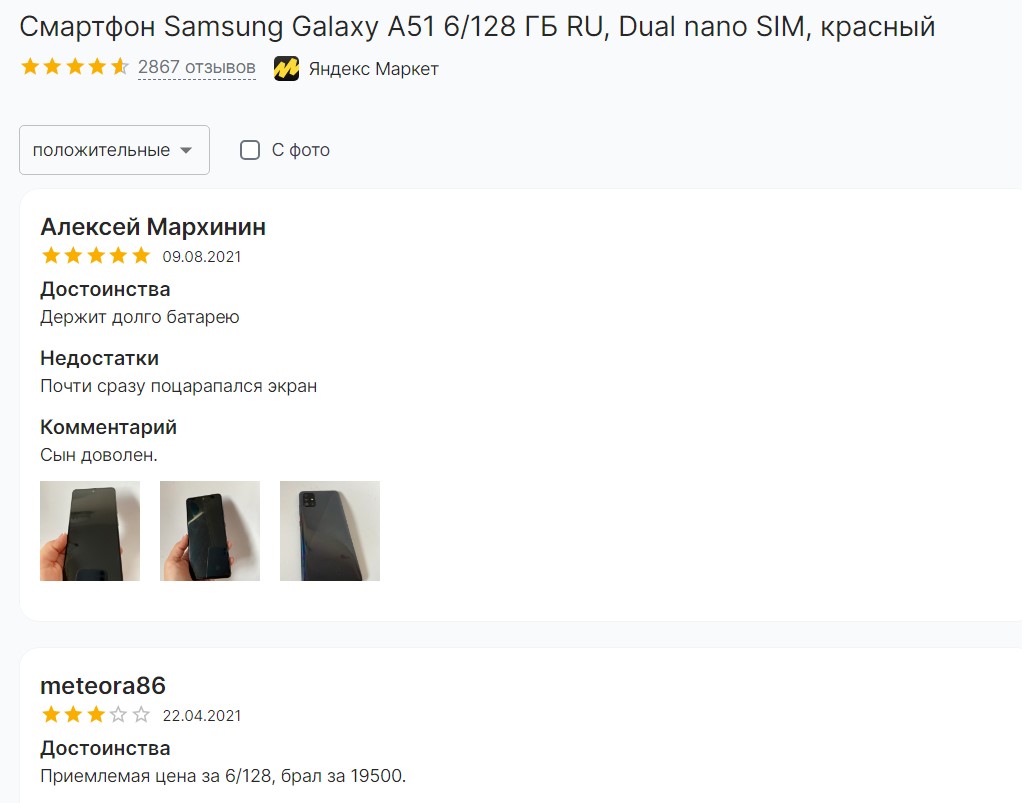 Смартфон Samsung Galaxy A51 6/128 ГБ RU, Dual nano SIM, красный
2867 отзывов Яндекс Маркет
положительные С фото
Алексей Мархинин
09.08.2021
Достоинства
Держит долго батарею
Недостатки
Почти сразу поцарапался экран
Комментарий
Сын доволен.
meteora86
22.04.2021
Достоинства
Приемлемая цена за 6/128, брал за 19500.